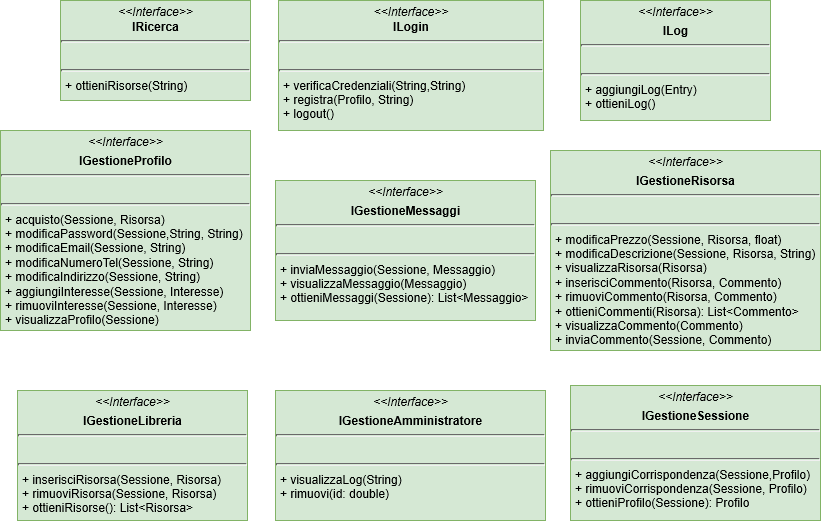 <<Interface>>
IRicerca
+ ottieniRisorse(String)
<<Interface>>
ILogin
+ verificaCredenziali(String,String)
+ registra(Profilo, String)
+ logout()
<<Interface>>
ILog
+ aggiungiLog(Entry)
+ ottieniLog()
<<Interface>>
IGestioneProfilo
+ acquisto(Sessione, Risorsa)
+ modificaPassword(Sessione,String, String)
+ modificaEmail(Sessione, String)
+ modificaNumeroTel(Sessione, String)
+ modificaIndirizzo(Sessione, String)
+ aggiungiInteresse(Sessione, Interesse)
+ rimuoviInteresse(Sessione, Interesse)
+ visualizzaProfilo(Sessione)
<<Interface>>
IGestioneMessaggi
+ inviaMessaggio(Sessione, Messaggio)
+ visualizzaMessaggio(Messaggio)
+ ottieniMessaggi(Sessione): List<Messaggio>
<<Interface>>
IGestioneRisorsa
+ modificaPrezzo(Sessione, Risorsa, float)
+ modificaDescrizione(Sessione, Risorsa, String)
+ visualizzaRisorsa(Risorsa)
+ inserisciCommento(Risorsa, Commento)
+ rimuoviCommento(Risorsa, Commento)
+ ottieniCommenti(Risorsa): List<Commento>
+ visualizzaCommento(Commento)
+ inviaCommento(Sessione, Commento)
<<Interface>>
IGestioneLibreria
+ inserisciRisorsa(Sessione, Risorsa)
+ rimuoviRisorsa(Sessione, Risorsa)
+ ottieniRisorse(): List<Risorsa>
<<Interface>>
IGestioneAmministratore
+ visualizzaLog(String)
+ rimuovi(id: double)
<<Interface>>
IGestioneSessione
+ aggiungiCorrispondenza(Sessione,Profilo)
+ rimuoviCorrispondenza(Sessione, Profilo)
+ ottieniProfilo(Sessione): Profilo